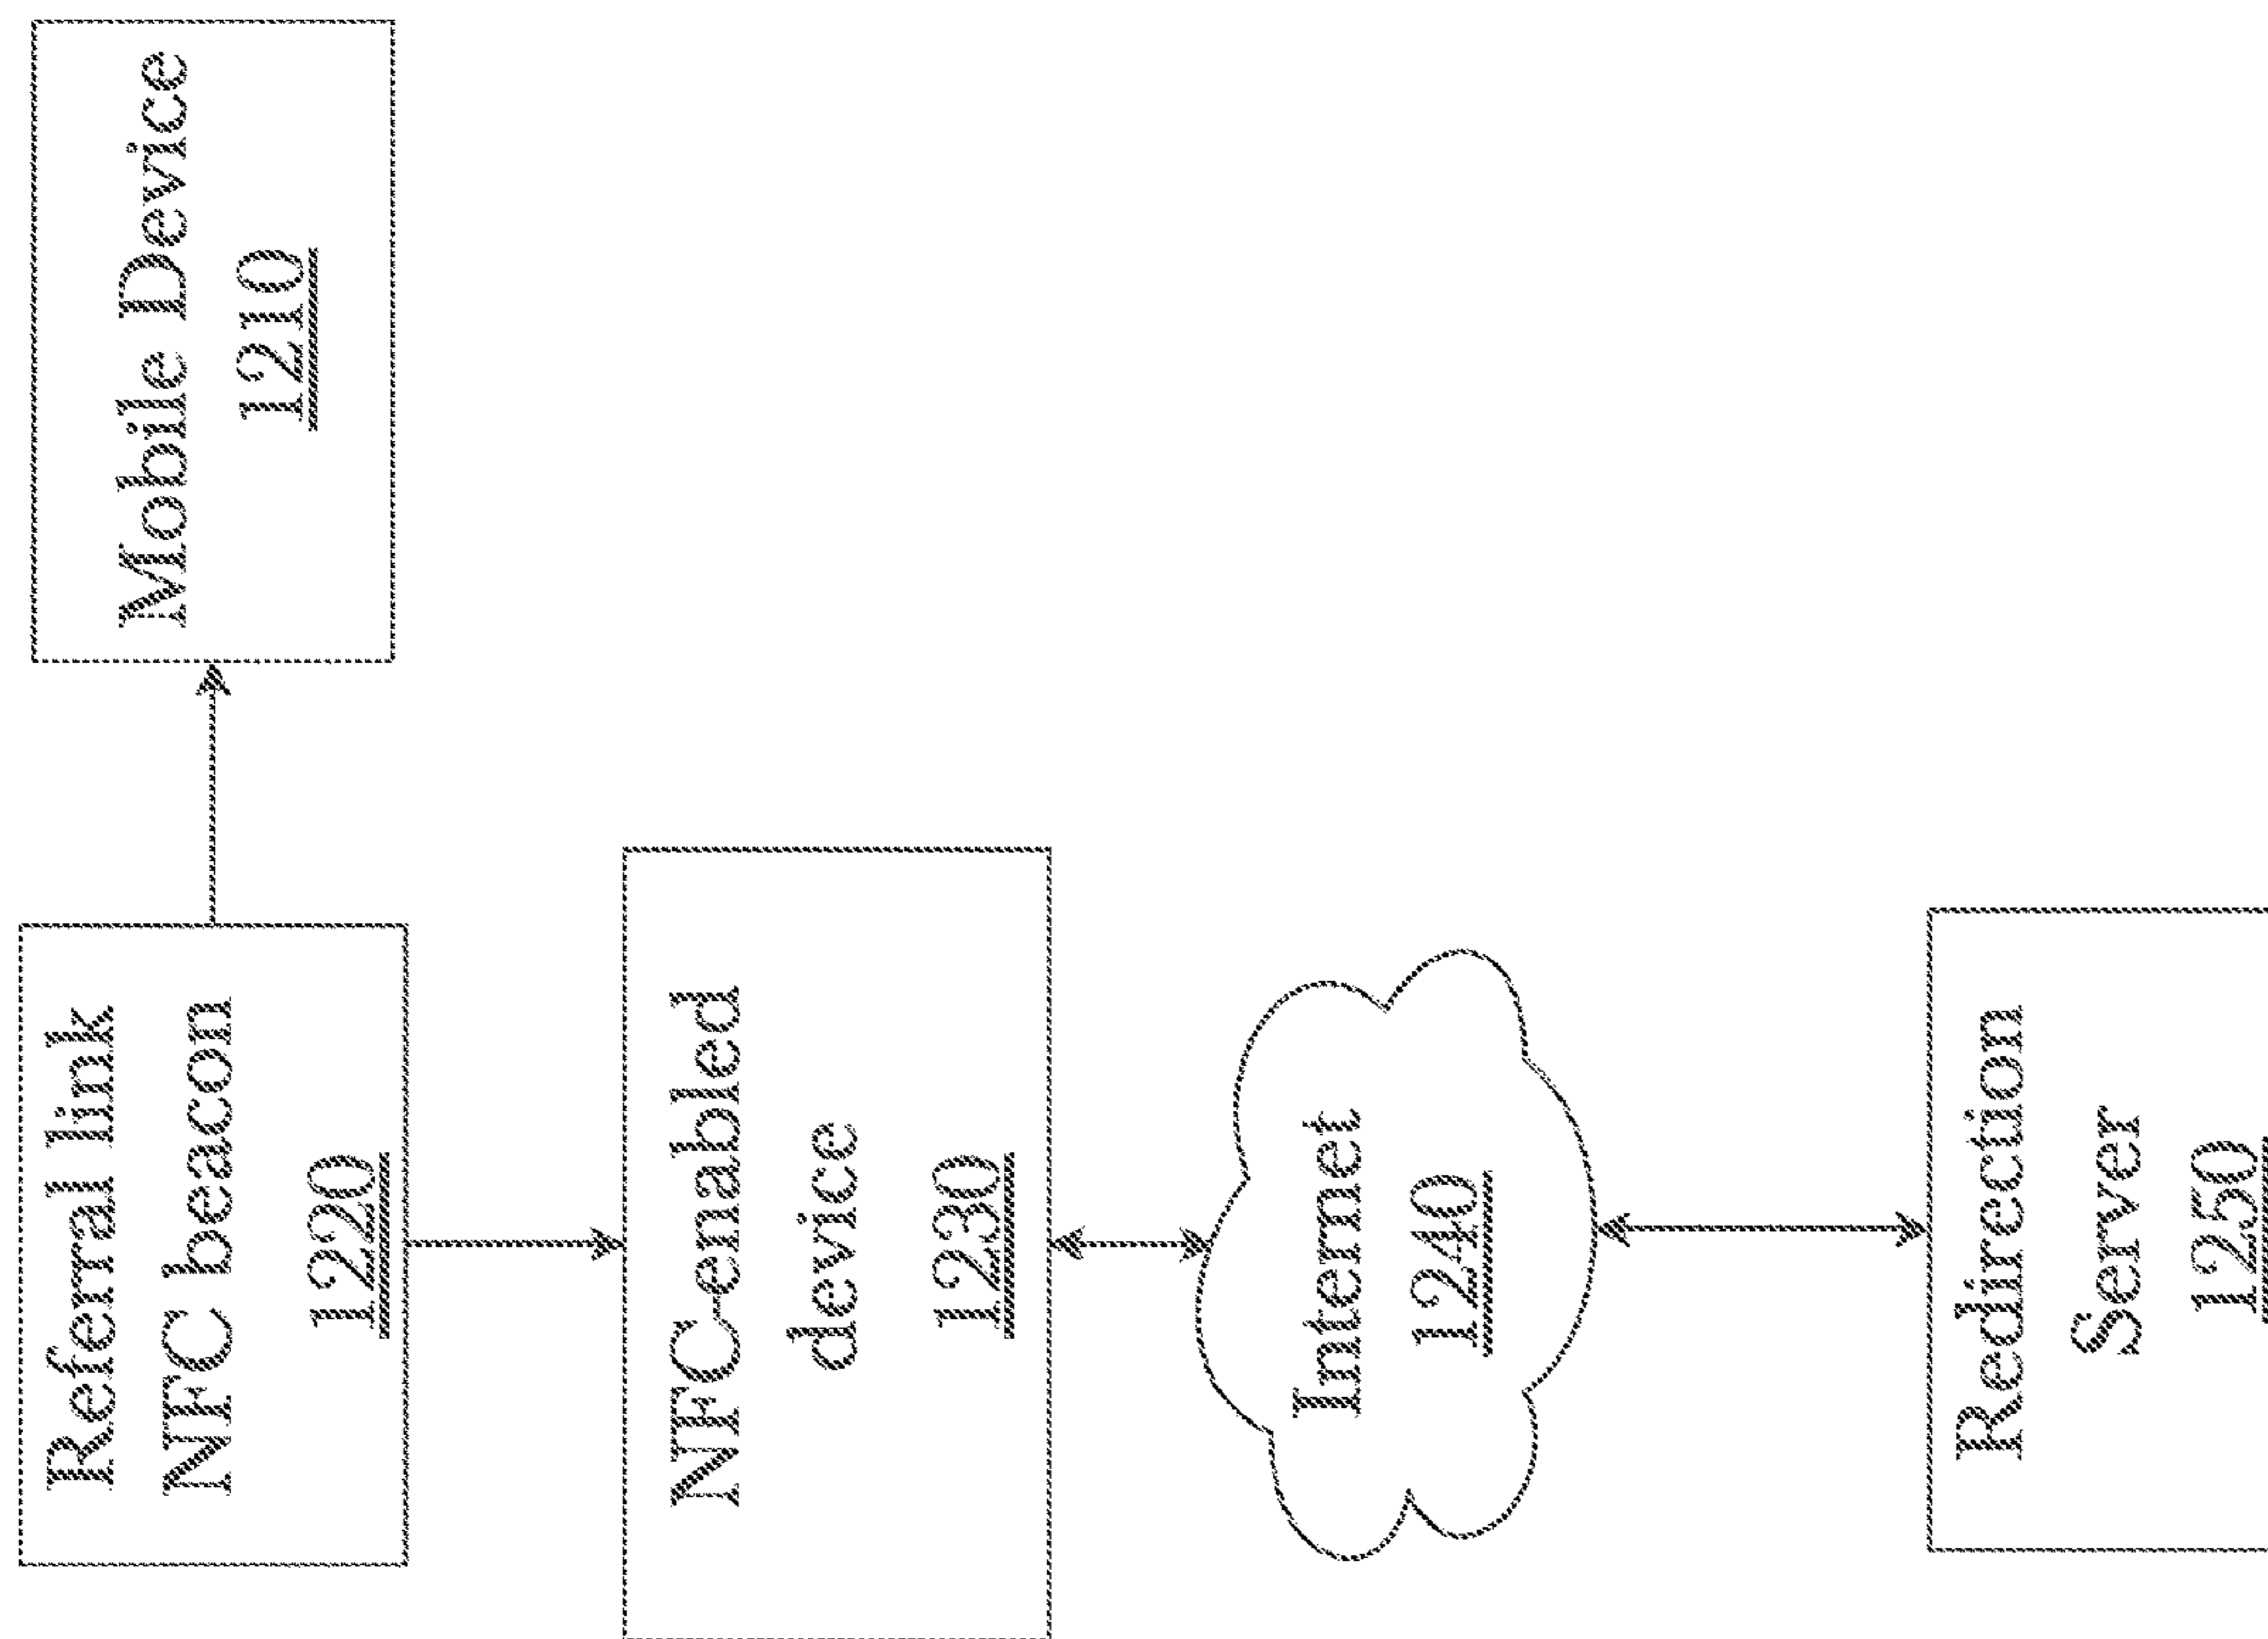 Mobile Device
1210
Referral link
NFC beacon
1220
NFC-enabled
device
1230
Internet
1240
Redirection
Server
1250